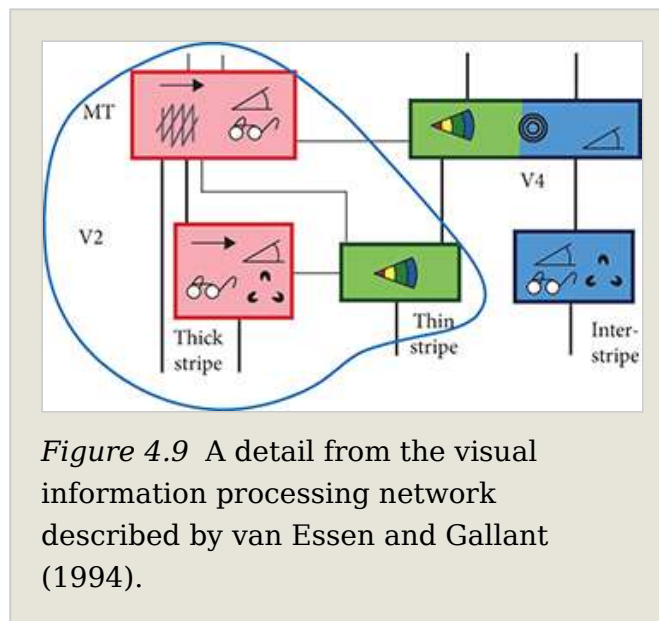 MT
V4
V2
Thick
stripe
Thin
stripe
Inter-
stripe
Figure 4.9 A detail from the visual
information processing network
described by van Essen and Gallant
(1994).